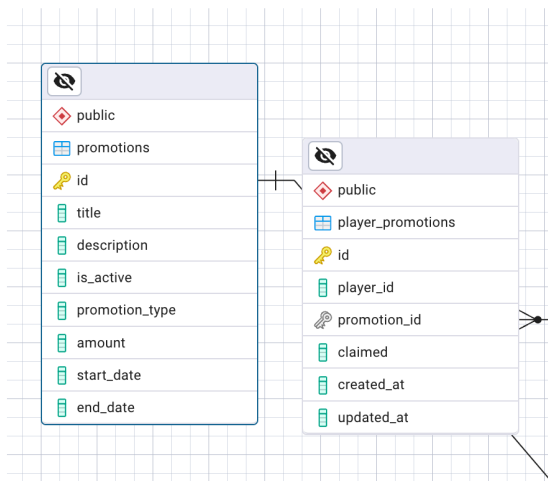 public
promotions
id
title
description
is_active
promotion_type
amount
start_date
end_date
public
player_promotions
id
player_id
promotion_id
claimed
created_at
updated_at